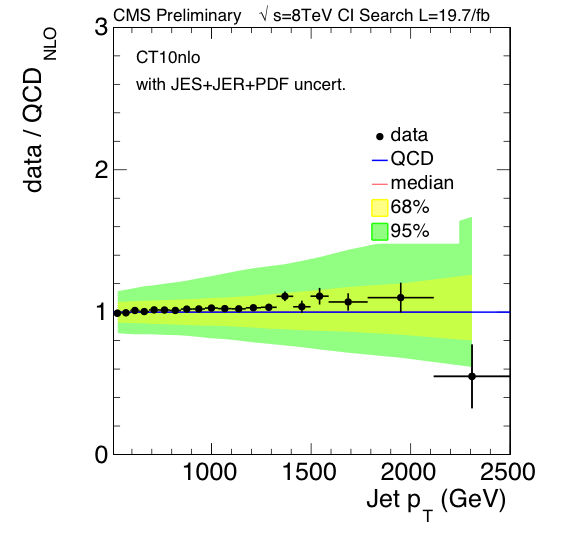 CMS Preliminary √ s=8TeV CI Search L=19.7/fb
3
CT10nlo
with JES+JER+PDF uncert.
data / QCD NLO
data
QCD
median
68%
95%
2
1
0
1000 1500 2000 2500
Jet p T (GeV)